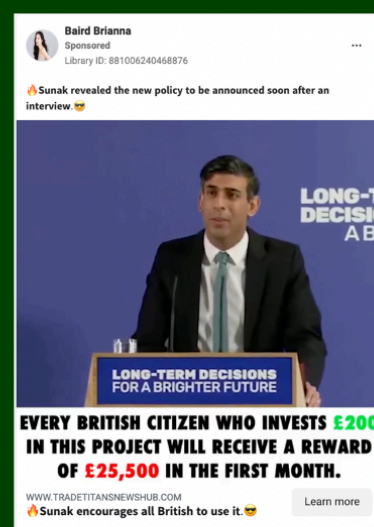 Baird Brianna
Sponsored
Library ID: 881006240468876
🔥Sunak revealed the new policy to be announced soon after an
interview.😎
LONG-T
DECISI
A B
LONG-TERM DECISIONS
FOR A BRIGHTER FUTURE
EVERY BRITISH CITIZEN WHO INVESTS £200
IN THIS PROJECT WILL RECEIVE A REWARD
OF £25,500 IN THE FIRST MONTH.
WWW.TRADETITANSNEWSHUB.COM
🔥Sunak encourages all British to use it.😎
Learn more